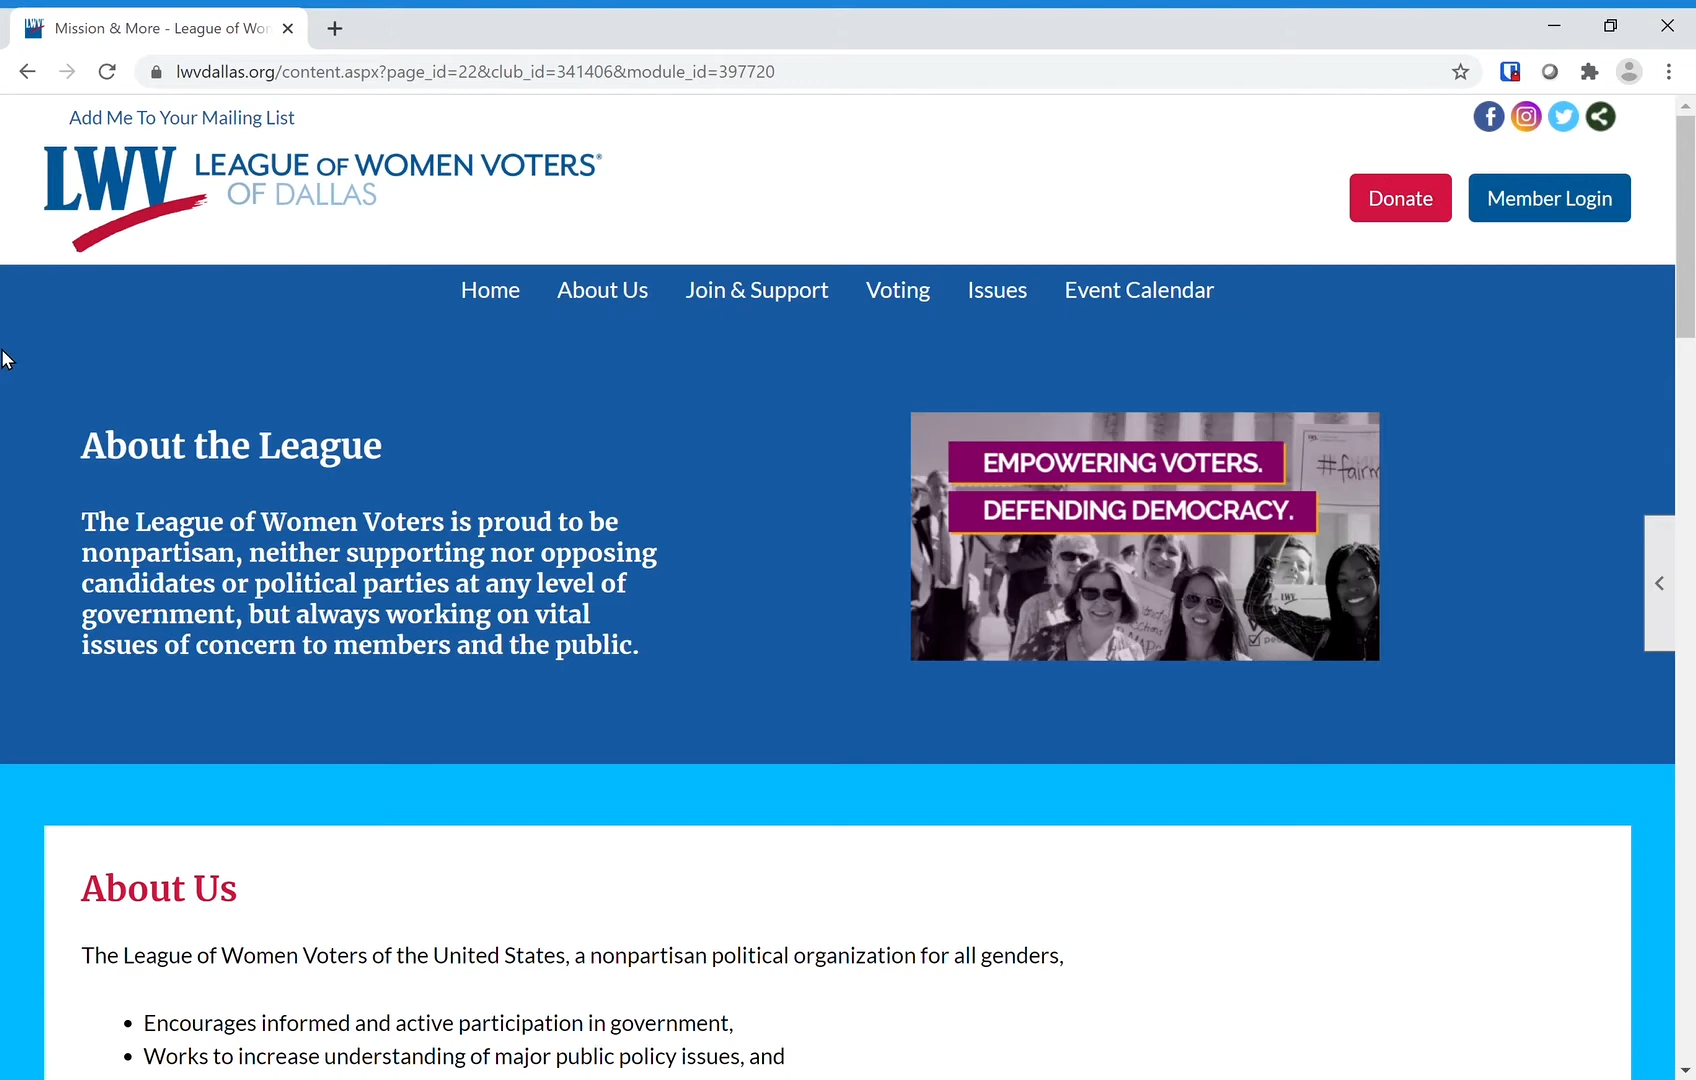 Mission & More - League of Wor
lwvdallas.org/content.aspx?page_id=22&club_id=341406&module_id=397720
Add Me To Your Mailing List
LWV LEAGUE OF WOMEN VOTERS®
OF DALLAS
Donate
Member Login
Home About Us Join & Support Voting Issues Event Calendar
About the League
The League of Women Voters is proud to be
nonpartisan, neither supporting nor opposing
candidates or political parties at any level of
government, but always working on vital
issues of concern to members and the public.
EMPOWERING VOTERS.
DEFENDING DEMOCRACY.
#fairm
LWV
About Us
The League of Women Voters of the United States, a nonpartisan political organization for all genders,
• Encourages informed and active participation in government,
• Works to increase understanding of major public policy issues, and